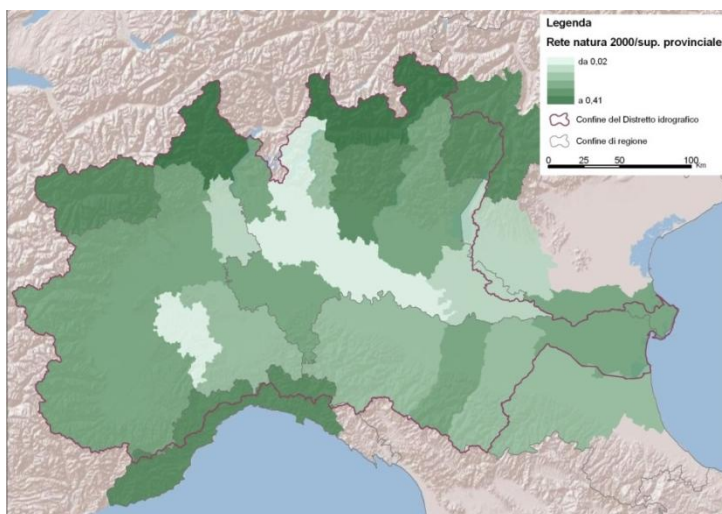 Legenda
Rete natura 2000/sup. provinciale
da 0,02
a 0,41
Confine del Distretto idrografico
Confine di regione
0 25 50 100
Km